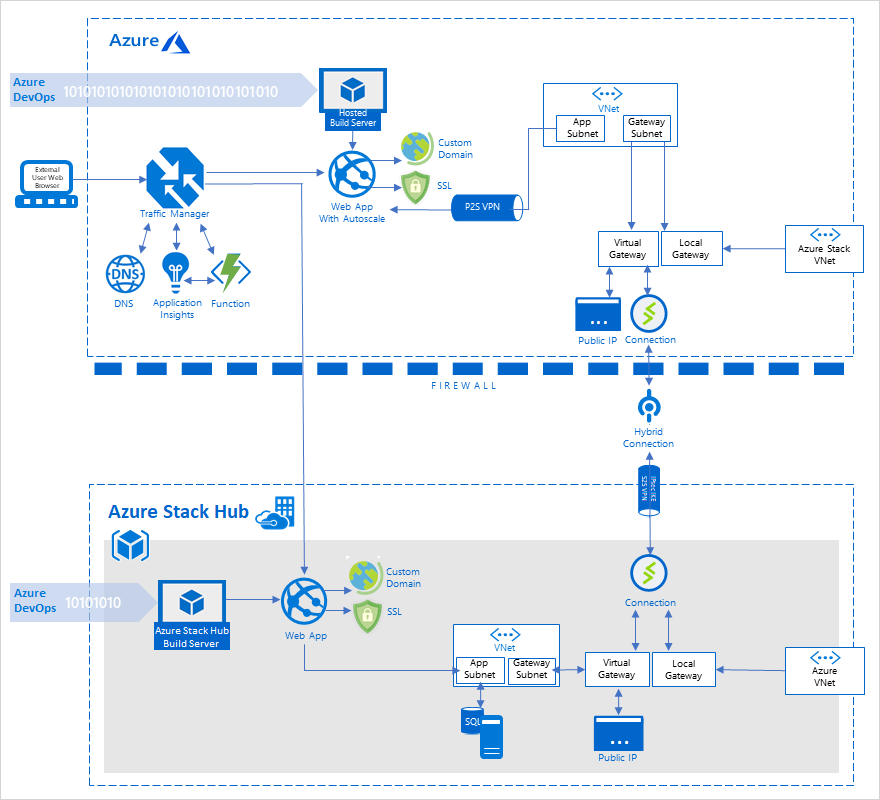 Azure
Azure
DevOps
1010101010101010101010101010
Hosted
Build Server
VNet
App
Subnet
Gateway
Subnet
Custom
Domain
SSL
External
User Web
Browser
Traffic Manager
Web App
With Autoscale
P2S VPN
Virtual
Gateway
Local
Gateway
Azure Stack
VNet
DNS
DNS
Application
Insights
Function
Public IP
Connection
FIREWALL
Hybrid
Connection
S2S VPN
Azure Stack Hub
Azure
DevOps
10101010
Azure Stack Hub
Build Server
Custom
Domain
SSL
Web App
Connection
VNet
App
Subnet
Gateway
Subnet
Virtual
Gateway
Local
Gateway
Azure
VNet
SQL
Public IP